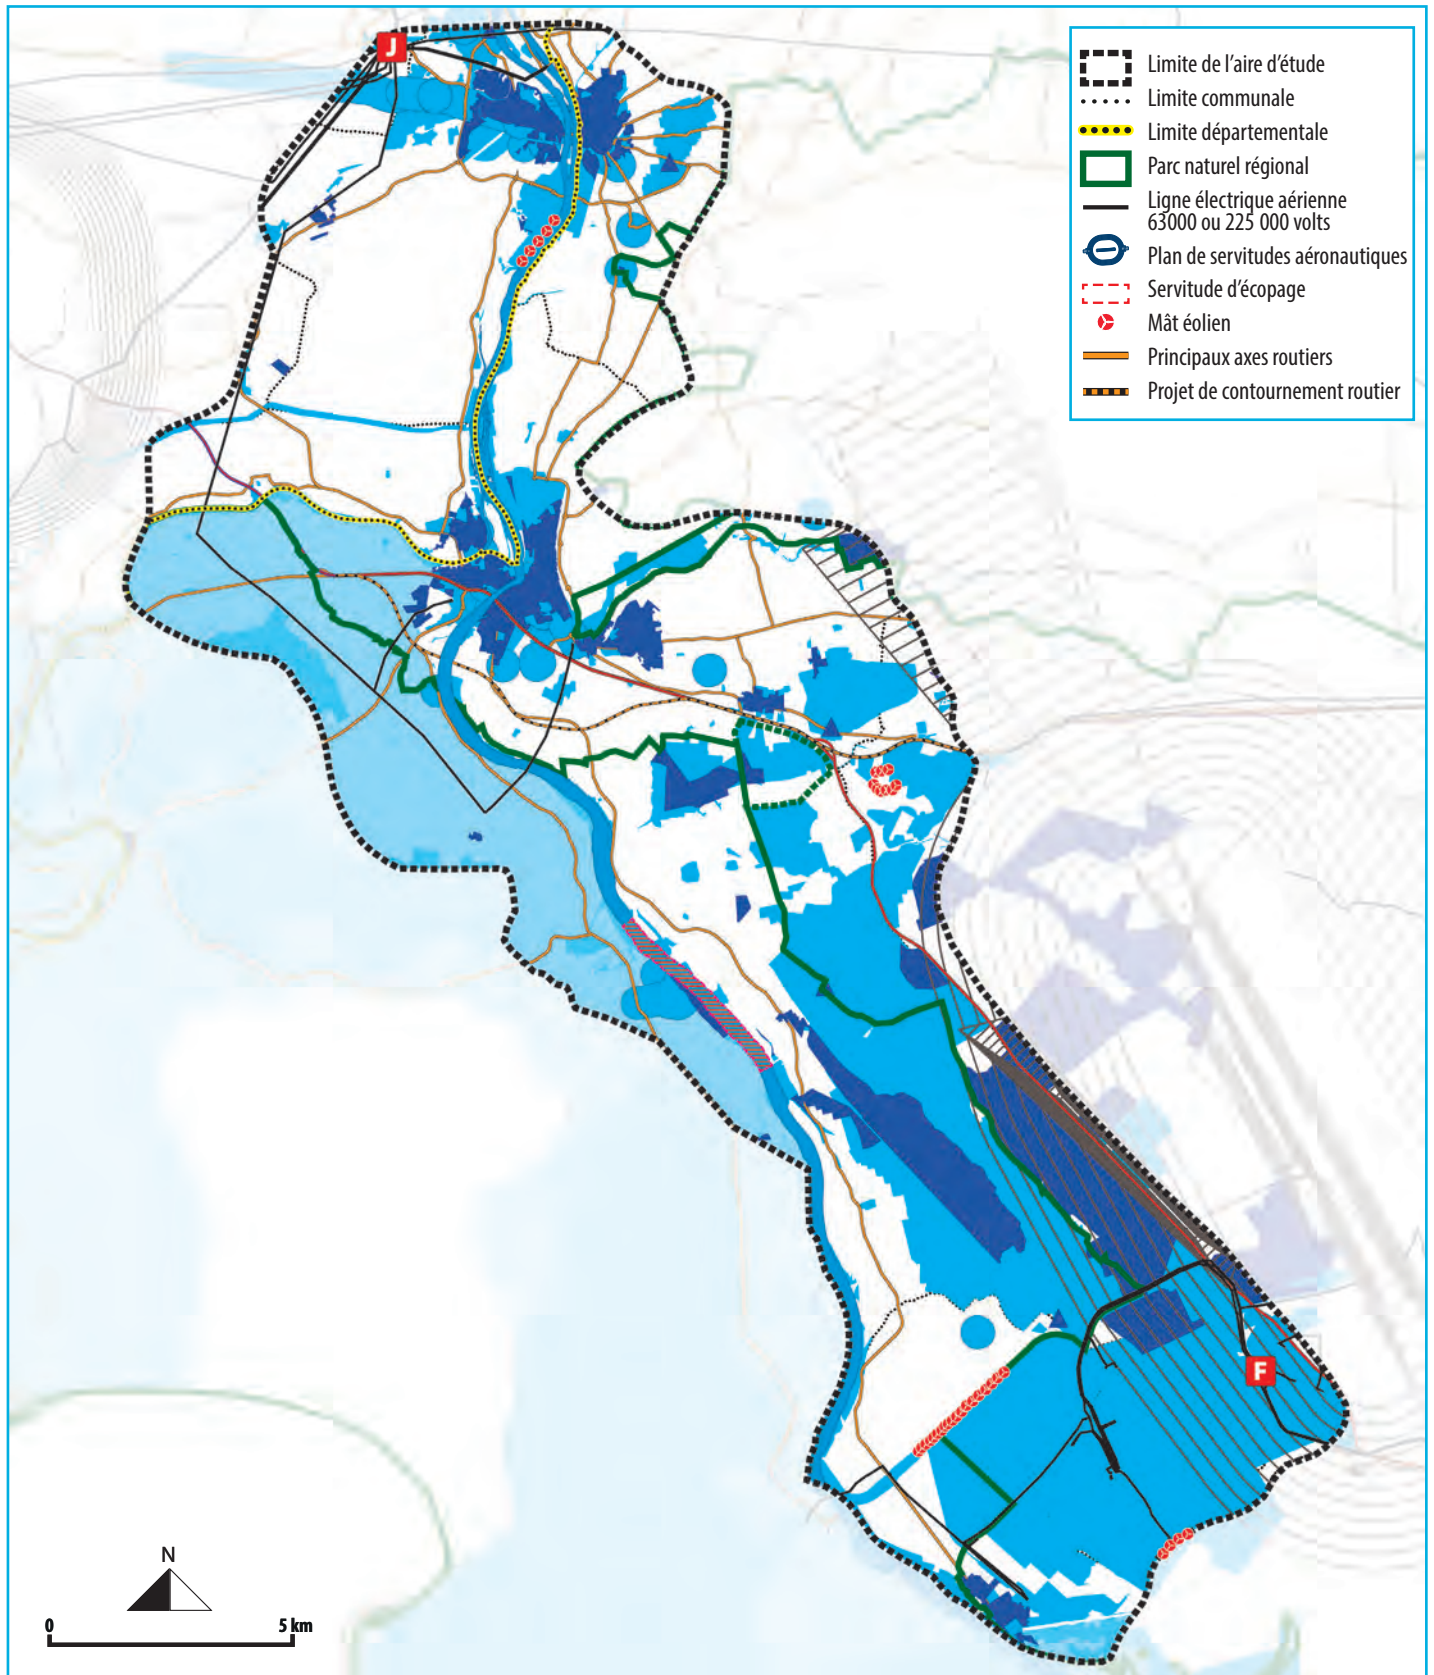 J
Limite de l'aire d'étude
Limite communale
Limite départementale
Parc naturel régional
Ligne électrique aérienne
63000 ou 225 000 volts
Plan de servitudes aéronautiques
Servitude d'écopage
Mât éolien
Principaux axes routiers
Projet de contournement routier
F
N
0 5 km